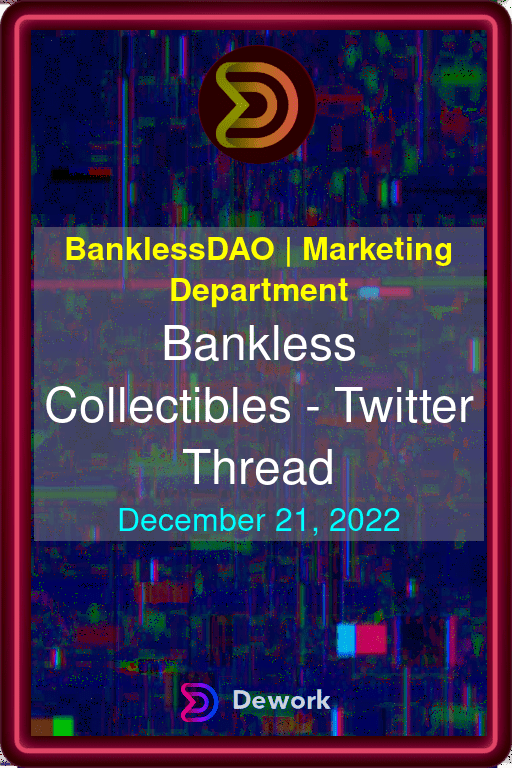 BanklessDAO | Marketing
Department
Bankless
Collectibles - Twitter
Thread
December 21, 2022
Dework